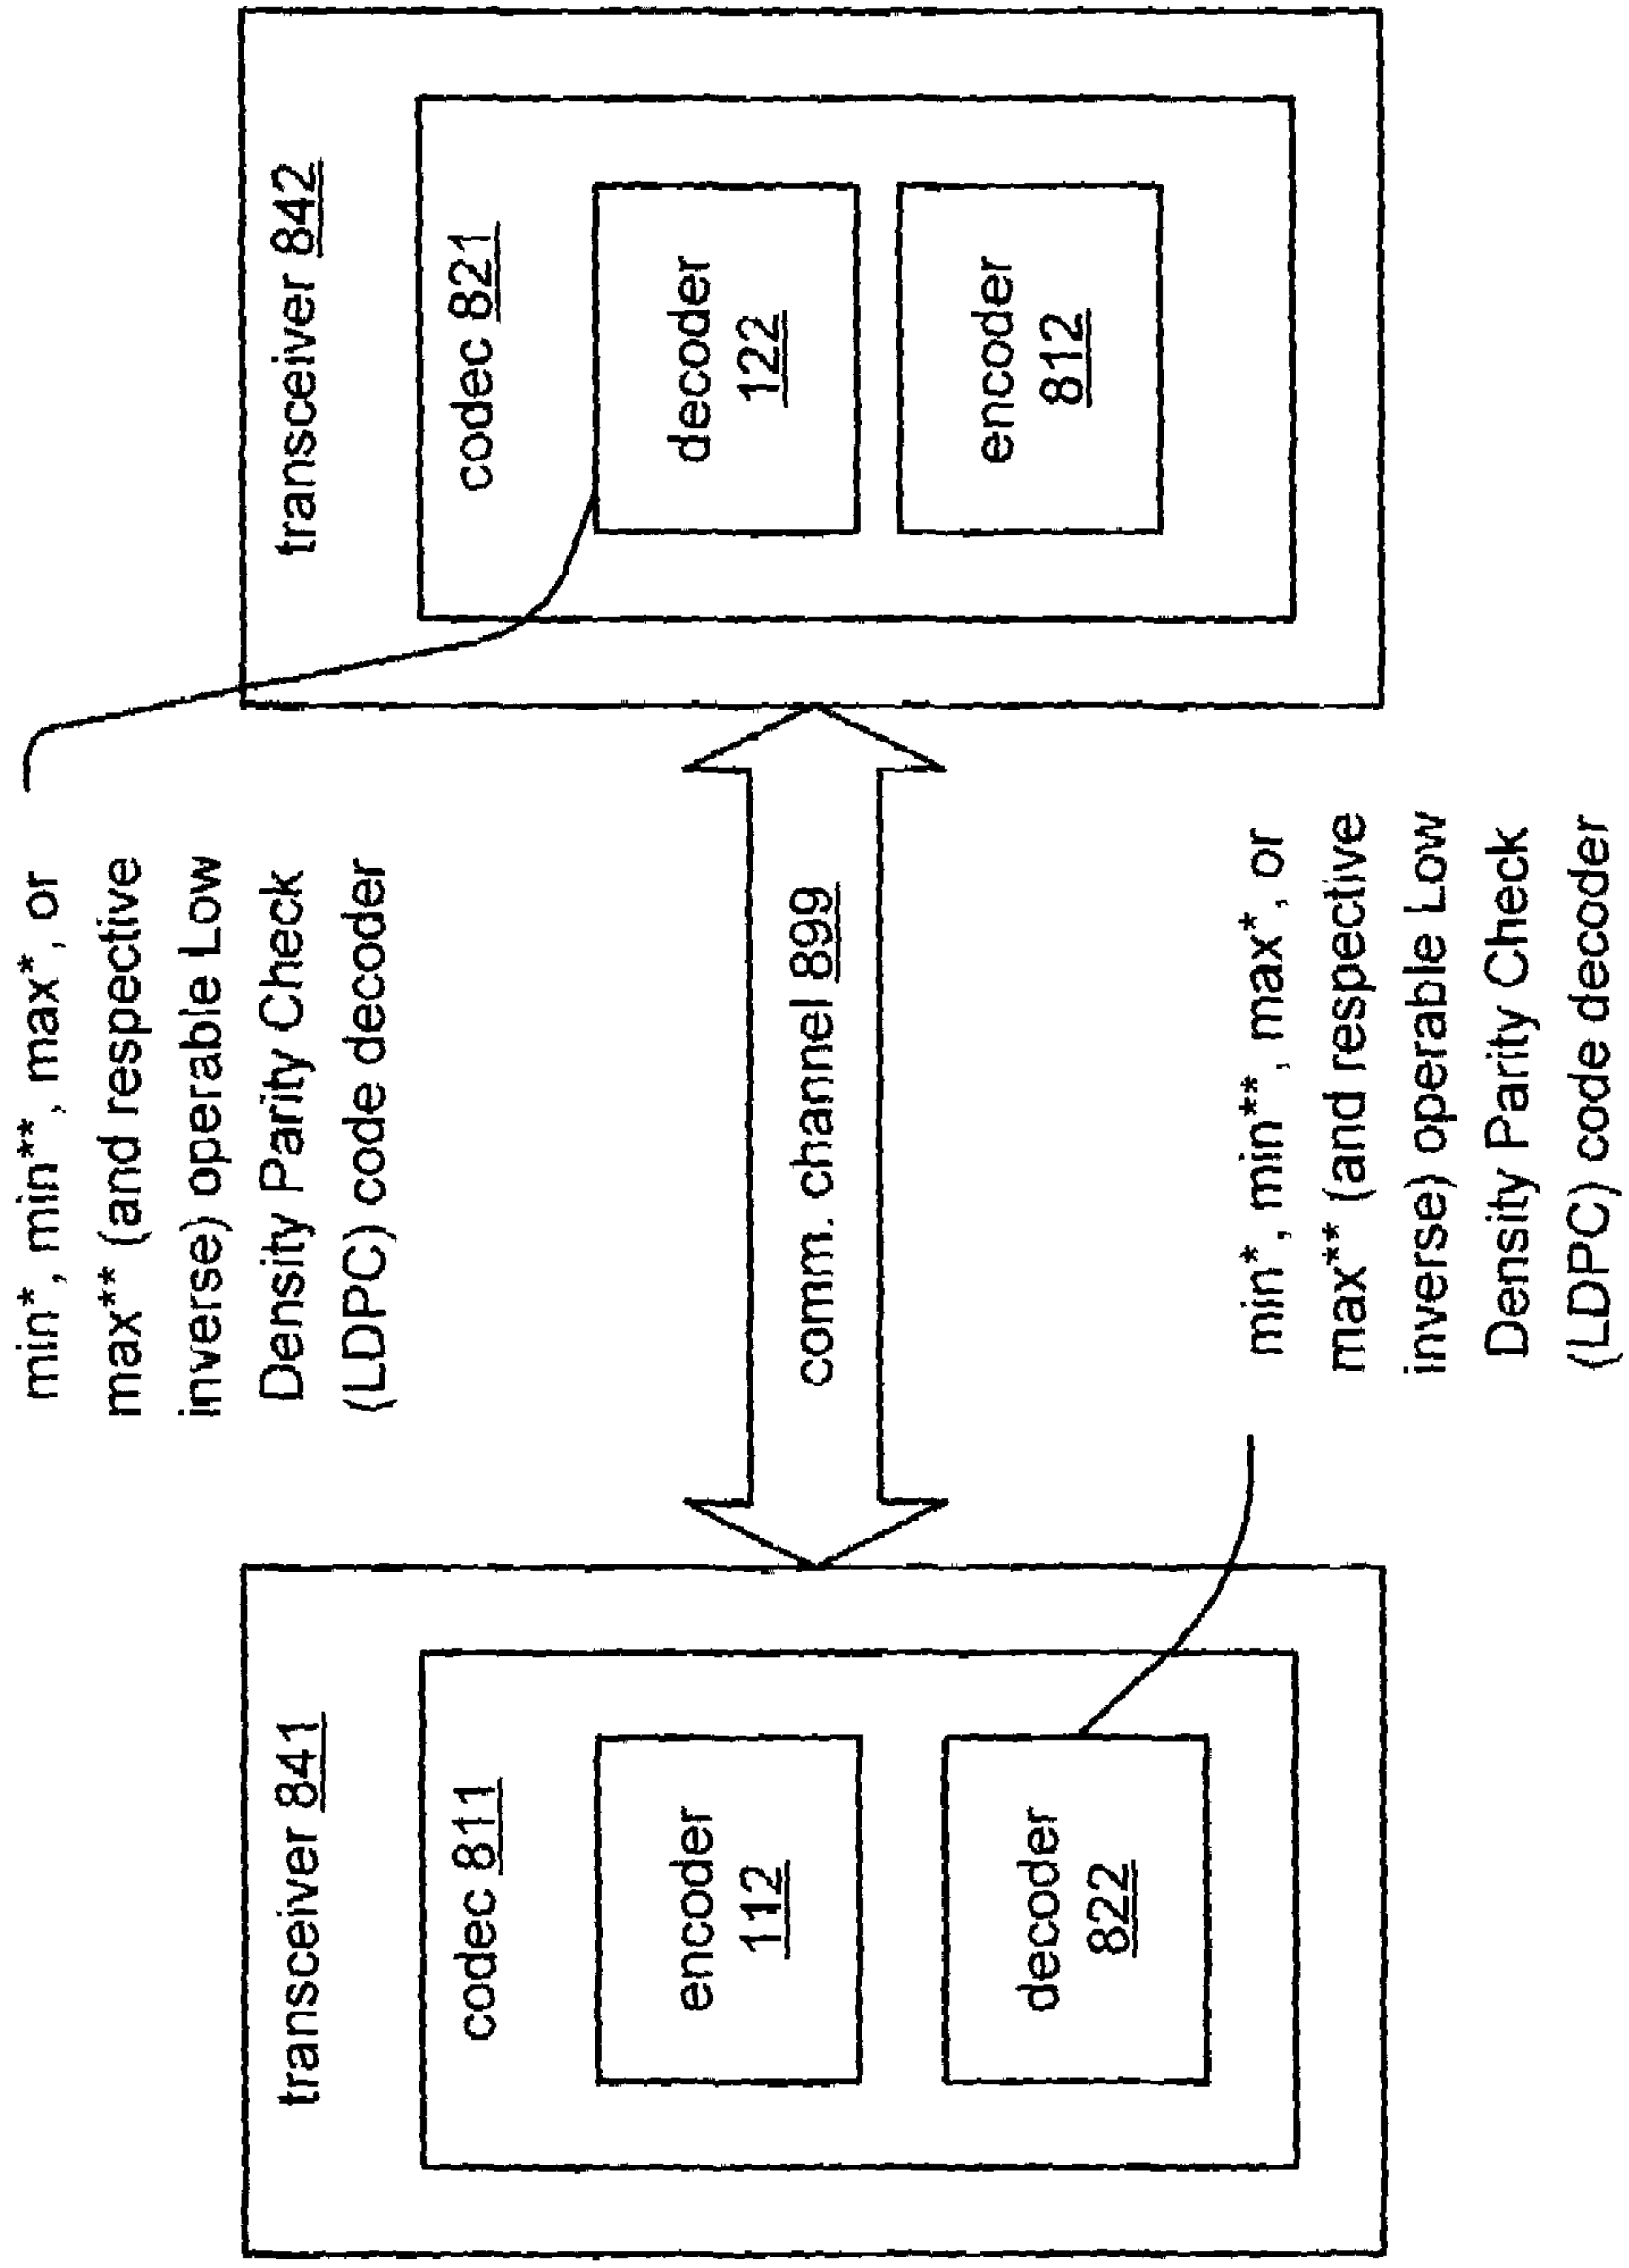 min*, min**, max*, or
max** (and respective
inverse) operable Low
Density Parity Check
(LDPC) code decoder
transceiver 841
codec 811
encoder
112
decoder
822
comm. channel 899
transceiver 842
codec 821
decoder
122
encoder
812
min*, min**, max*, or
max** (and respective
inverse) operable Low
Density Parity Check
(LDPC) code decoder